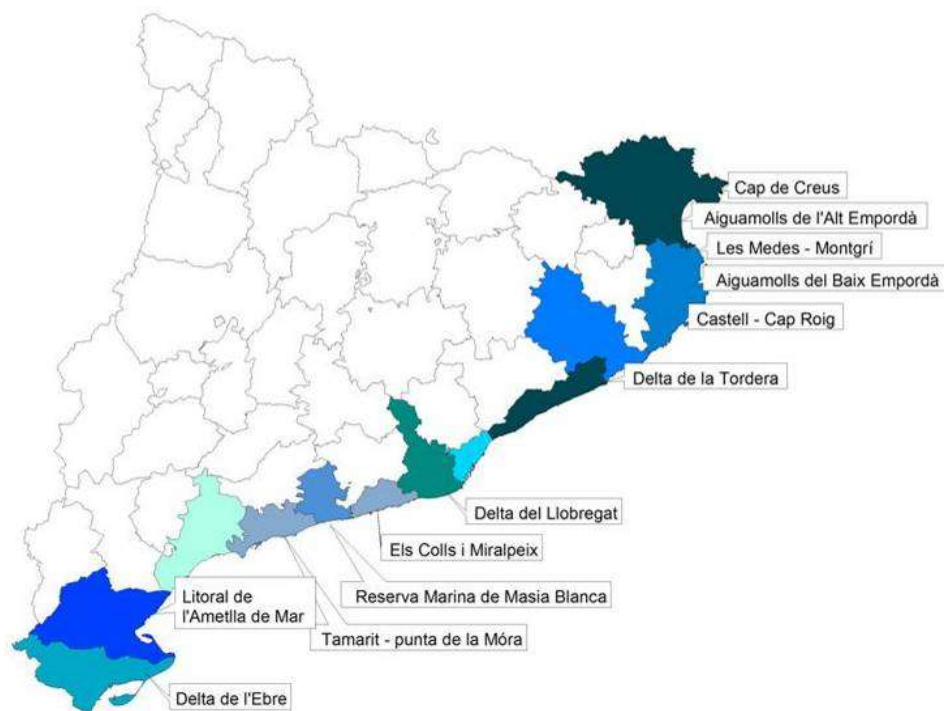 Cap de Creus
Aiguamolls de l'Alt Empordà
Les Medes - Montgrí
Aiguamolls del Baix Empordà
Castell - Cap Roig
Delta de la Tordera
Delta del Llobregat
Els Colls i Miralpeix
Reserva Marina de Masia Blanca
Litoral de
l'Ametlla de Mar
Tamarit - punta de la Móra
Delta de l'Ebre